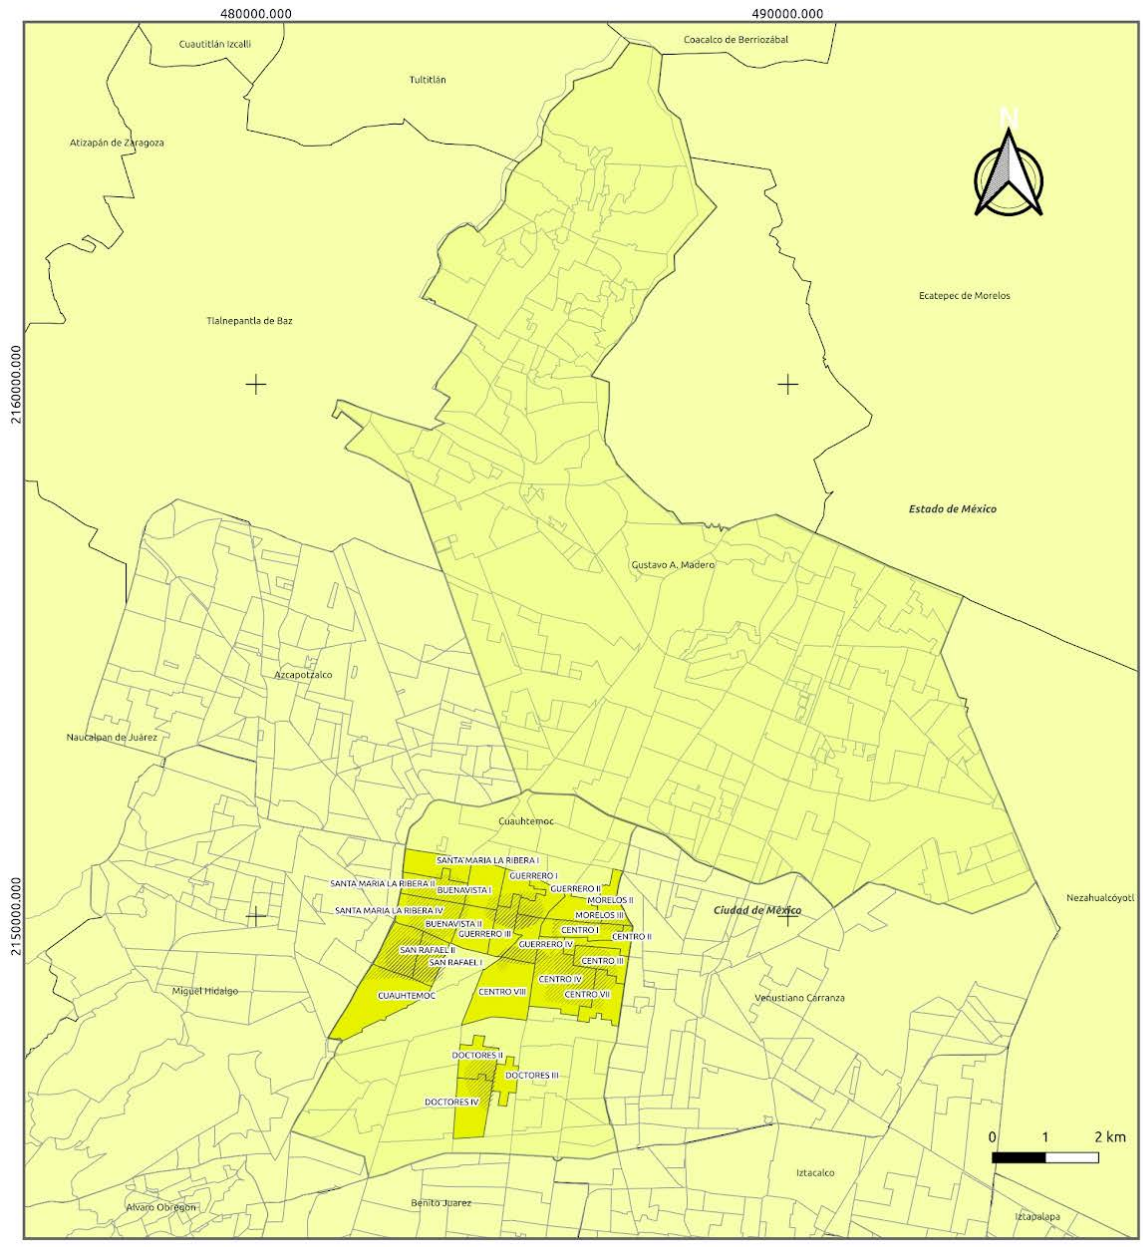 480000.000
490000.000
Cuautitlán Izcalli
Coacalco de Berriozábal
Tultitlán
N
Atizapán de Zaragoza
Ecatepec de Morelos
Tlalnepantla de Baz
2160000.000
Estado de México
Gustavo A. Madero
Azcapotzalco
Naucalpan de Juárez
Cuauhtemoc
SANTA MARIA LA RIBERA I
GUERRERO I
SANTA MARIA LA RIBERA II
BUENAVISTA I
GUERRERO II
MORELOS II
Nezahualcóyotl
SANTA MARIA LA RIBERA IV
MORELOS III
Ciudad de México
2150000.000
BUENAVISTA II
GUERRERO III
CENTRO I
CENTRO II
GUERRERO IV
SAN RAFAEL II
SAN RAFAEL I
CENTRO III
CENTRO IV
Miguel Hidalgo
CUAUHTEMOC
CENTRO VIII
CENTRO VII
Venustiano Carranza
DOCTORES II
DOCTORES III
DOCTORES IV
0 1 2 km
Iztacalco
Alvaro Obregón
Benito Juarez
Iztapalapa